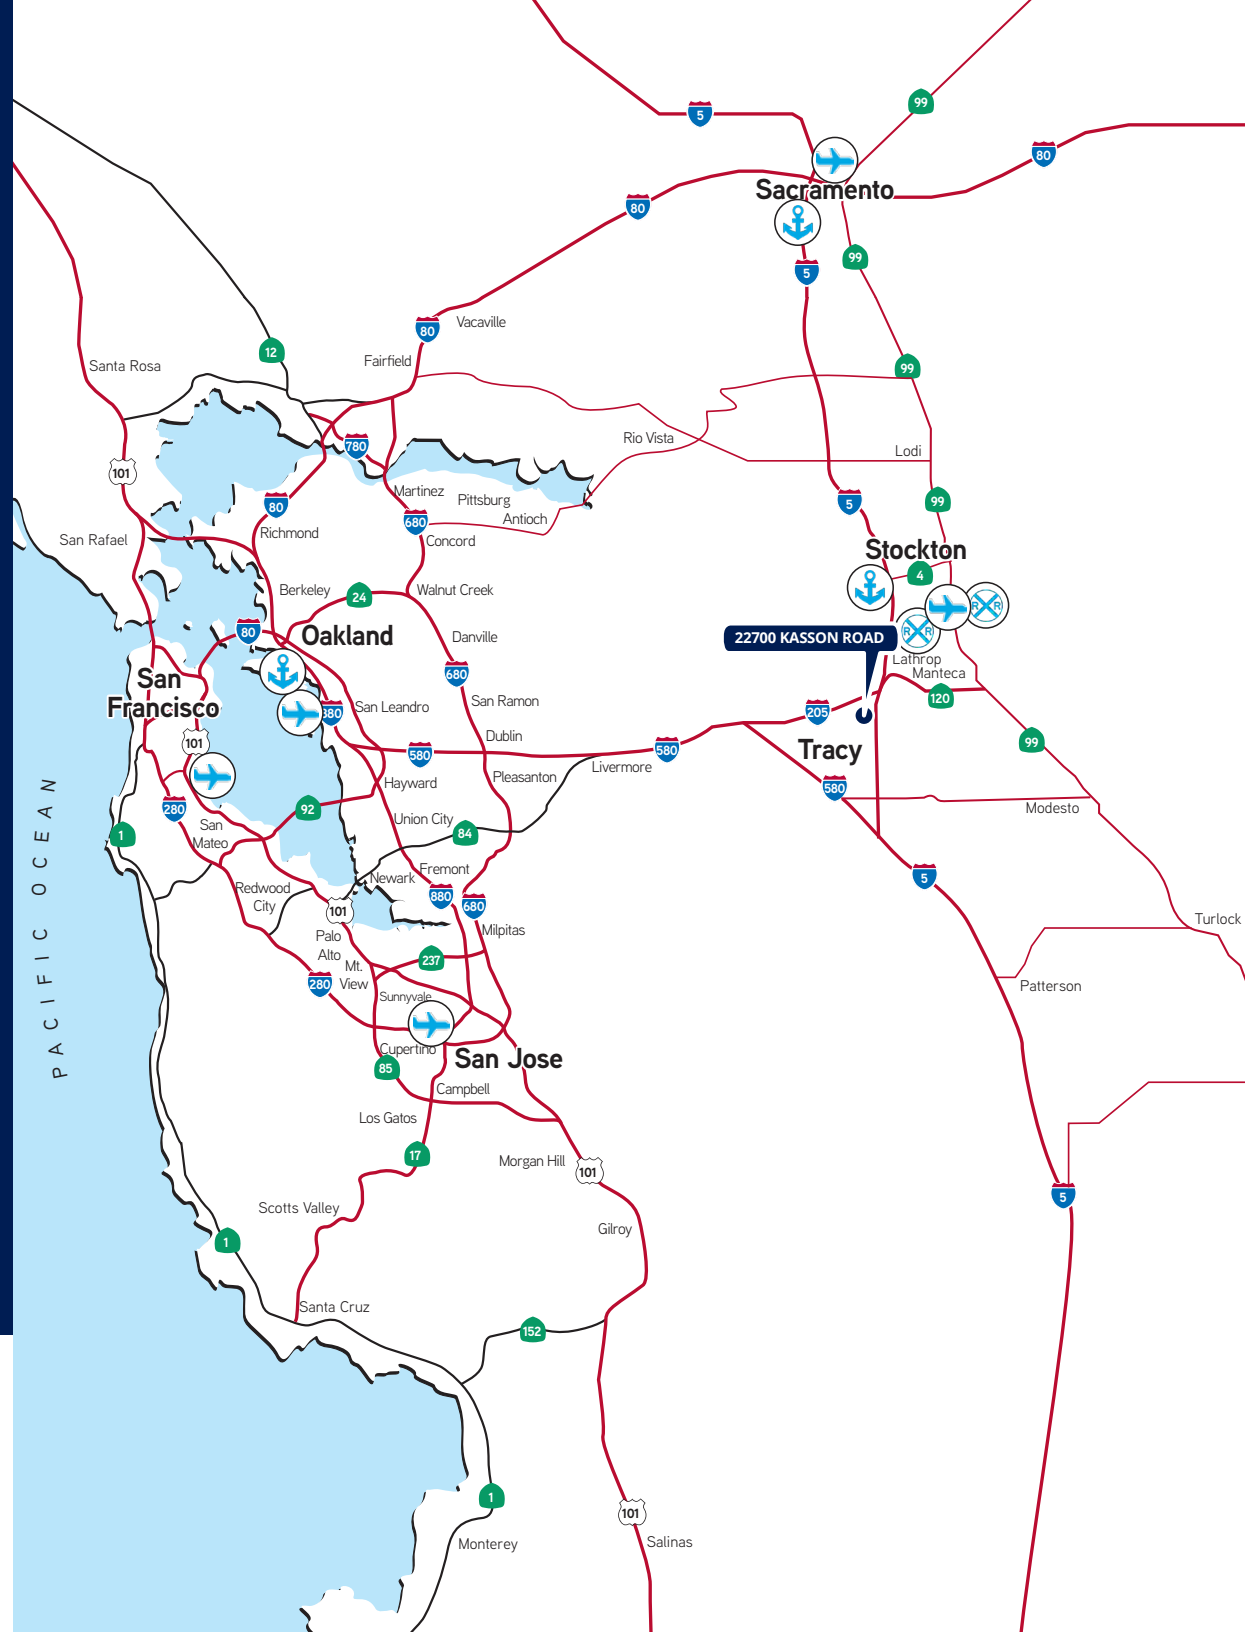 5
99
80
80
Sacramento
99
5
Vacaville
80
12
Fairfield
Santa Rosa
99
Rio Vista
780
Lodi
101
Martinez
Pittsburg
80
5
99
680
Antioch
Richmond
San Rafael
Concord
Stockton
4
Berkeley
24
Walnut Creek
R R
R R
80
Oakland
Danville
22700 KASSON ROAD
Lathrop
Manteca
San
Francisco
680
120
San Ramon
San Leandro
880
205
Dublin
99
101
580
580
Tracy
Livermore
Pleasanton
Hayward
580
280
92
Modesto
Union City
San
Mateo
1
84
Fremont
Newark
5
Redwood
City
880
680
101
Turlock
Palo
Alto
Milpitas
237
Mt.
View
280
Sunnyvale
Patterson
PACIFIC OCEAN
Cupertino
San Jose
85
Campbell
Los Gatos
17
Morgan Hill
101
5
Scotts Valley
Gilroy
1
Santa Cruz
152
1
101
Monterey
Salinas